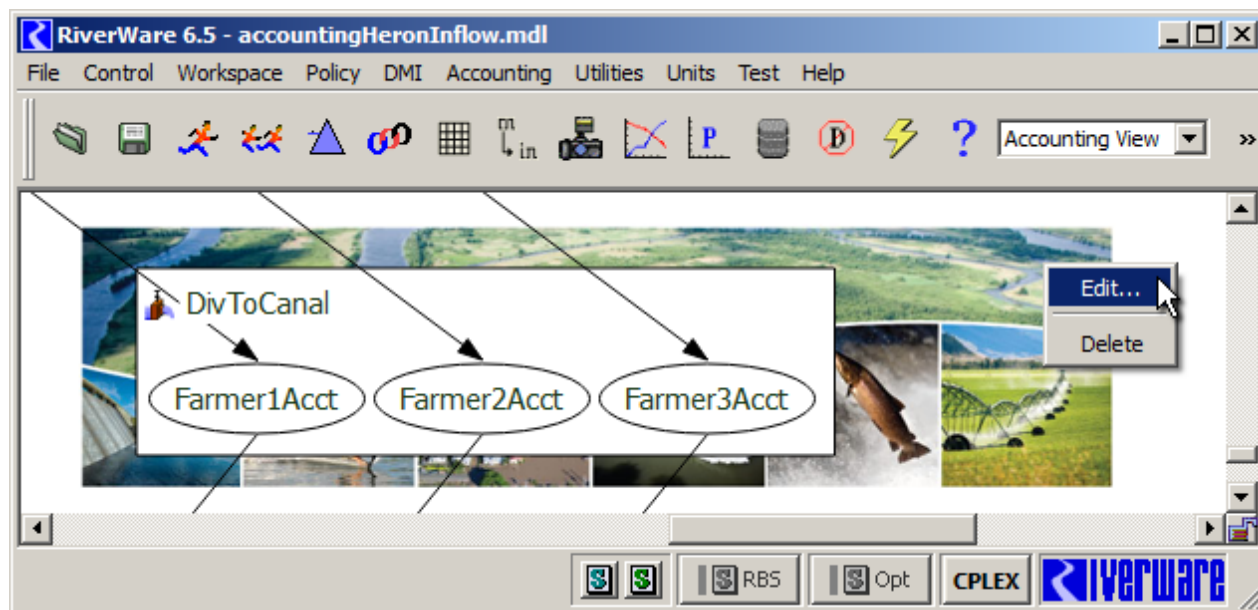 RiverWare 6.5 - accountingHeronInflow.mdl
File Control Workspace Policy DMI Accounting Utilities Units Test Help
m in P D ? Accounting View »
Edit...
DivToCanal
Delete
Farmer1Acct Farmer2Acct Farmer3Acct
S S S RBS S Opt CPLEX Riverware